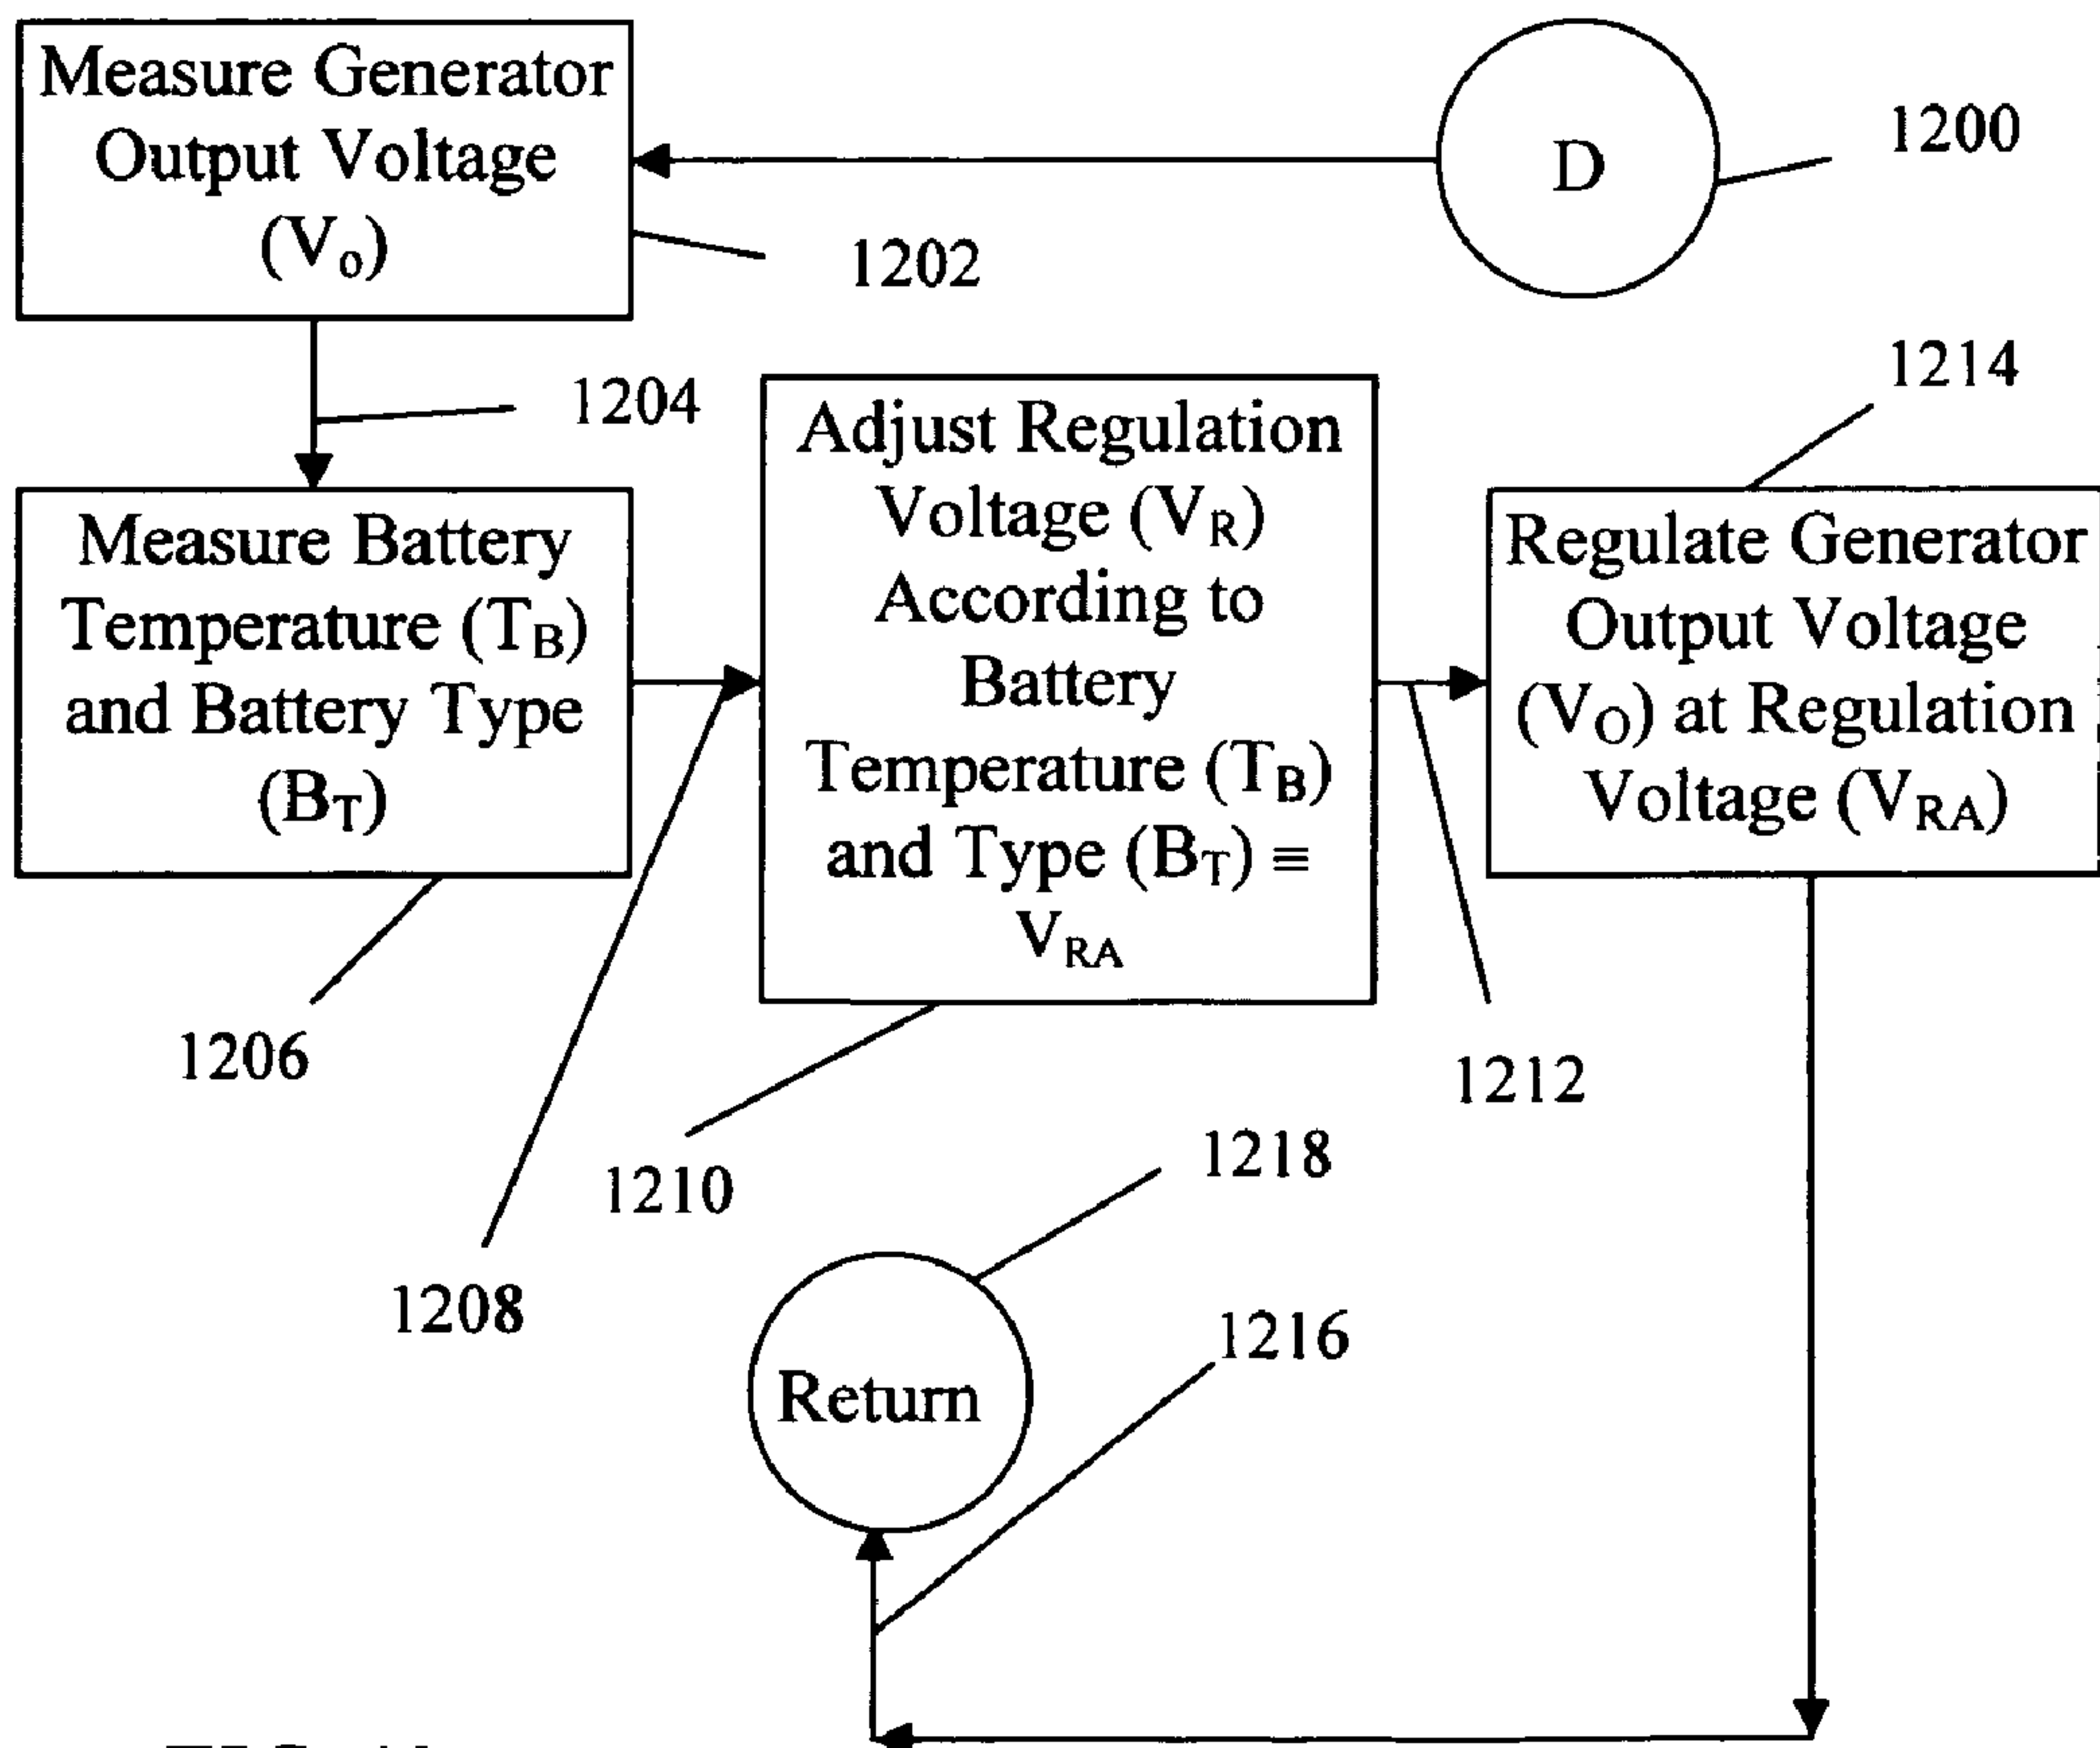 Measure Generator
Output Voltage
(V₀)
D
1200
1202
1204
1214
Measure Battery
Temperature (T_B)
and Battery Type
(B_T)
Adjust Regulation
Voltage (V_R)
According to
Battery
Temperature (T_B)
and Type (B_T) ≡
V_RA
Regulate Generator
Output Voltage
(V_O) at Regulation
Voltage (V_RA)
1206
1212
1210
1218
1208
1216
Return